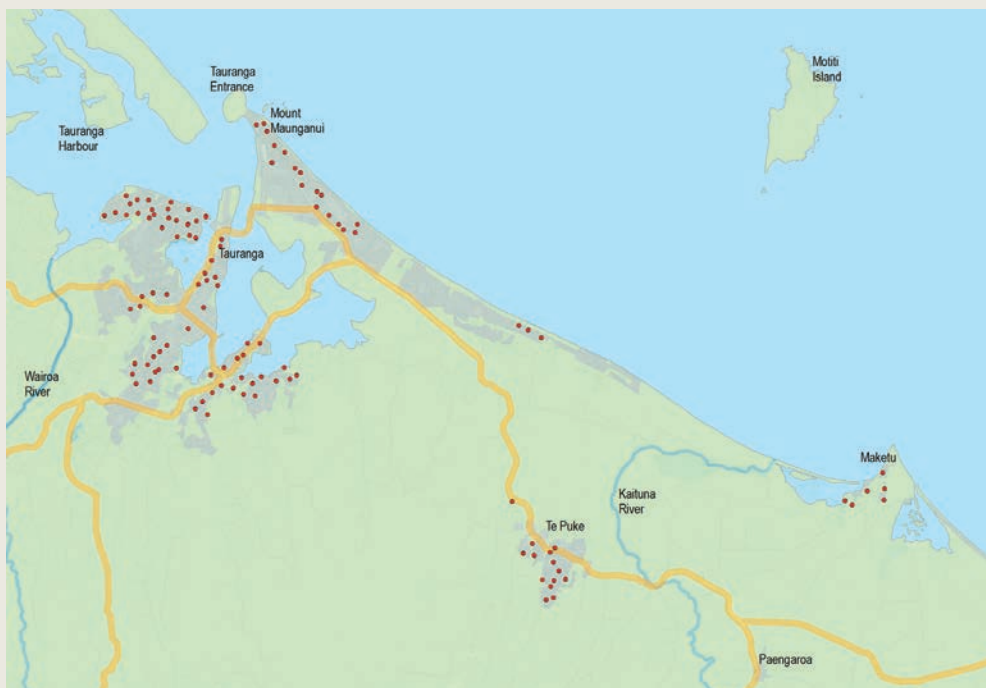 Motiti
Island
Tauranga
Entrance
Mount
Maunganui
Tauranga
Harbour
Tauranga
Wairoa
River
Maketu
Kaituna
River
Te Puke
Paengaroa